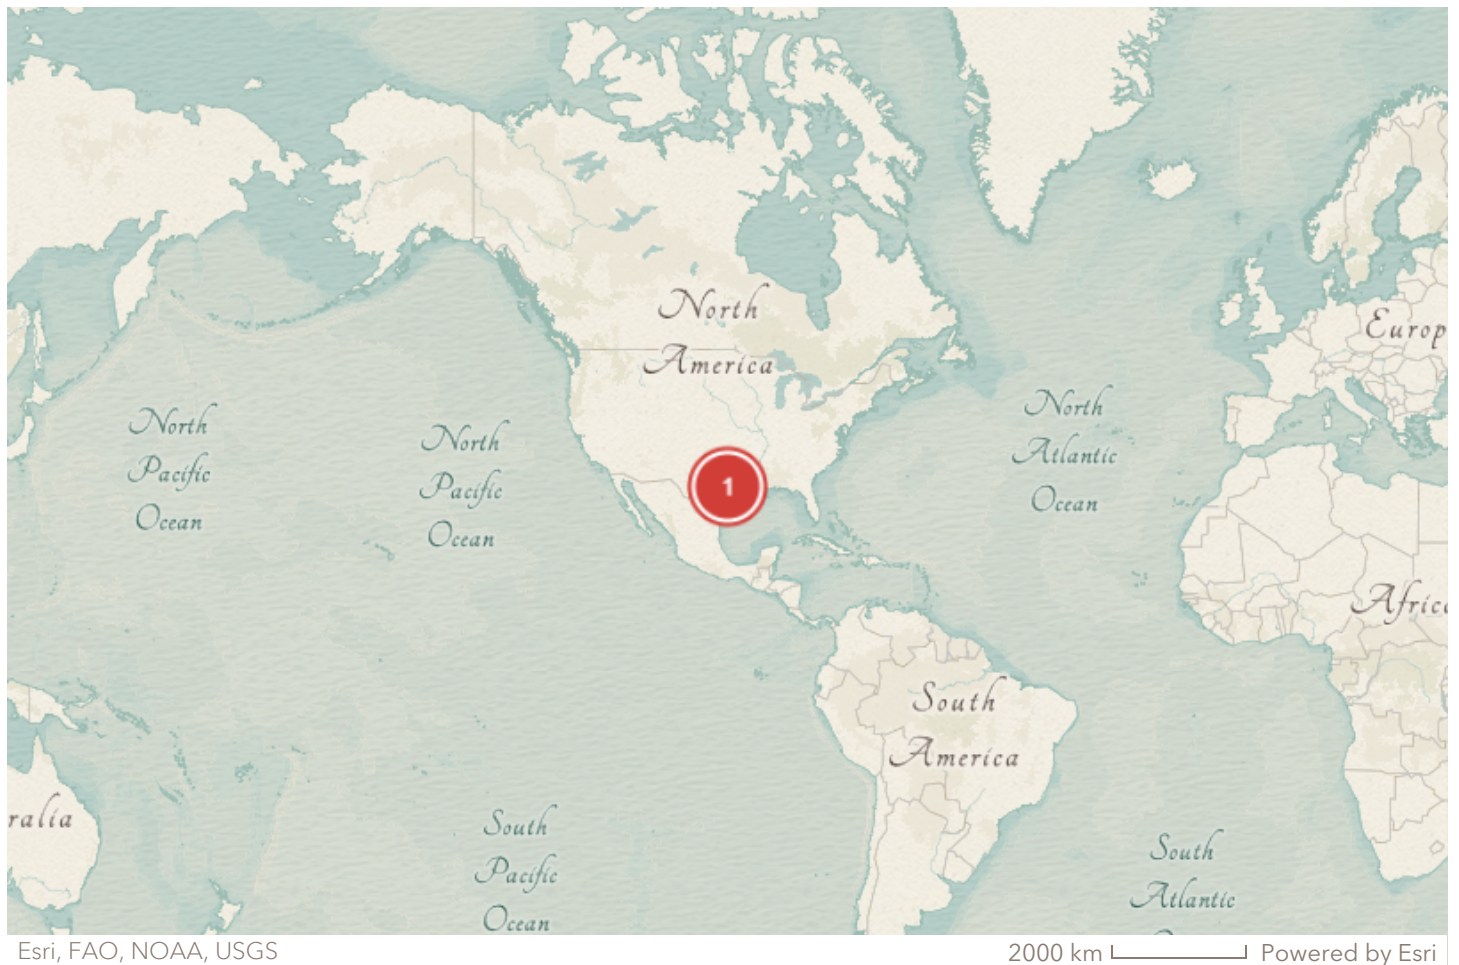 North
America
Europ
North
Pacific
Ocean
North
Pacific
Ocean
North
Atlantic
Ocean
1
Africa
South
America
ralia
South
Pacific
Ocean
South
Atlantic
Esri, FAO, NOAA, USGS
2000 km
Powered by Esri